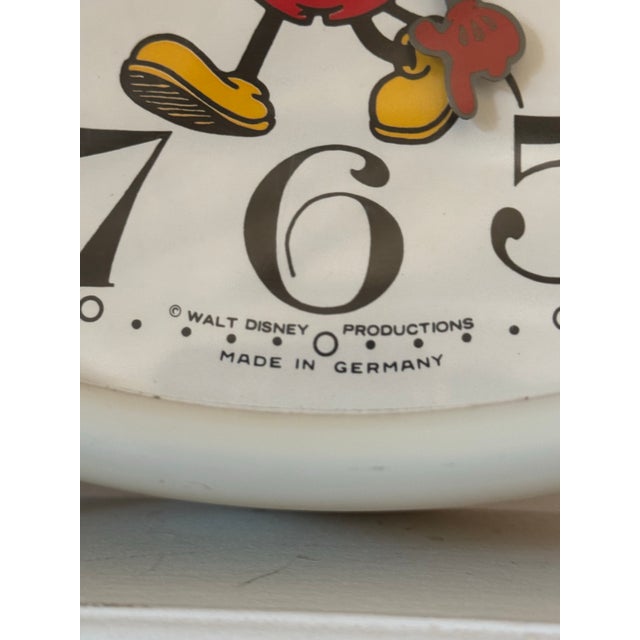 7 6 5
© WALT DISNEY PRODUCTIONS
MADE IN GERMANY